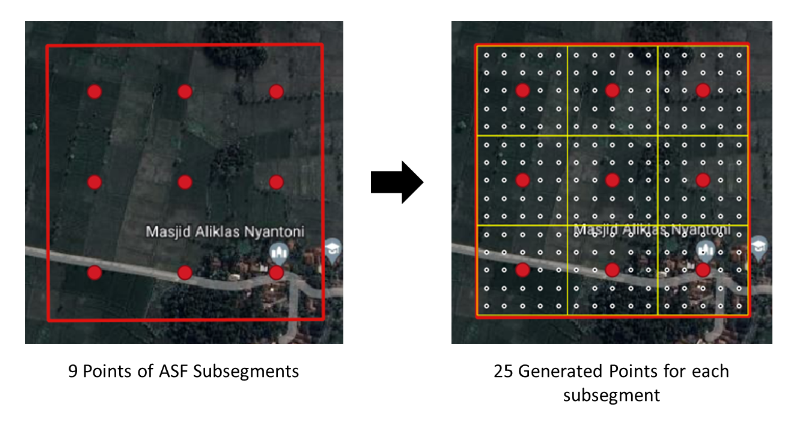 Masjid Aliklas Nyantoni
Masjid Aliklas Nyantoni
9 Points of ASF Subsegments
25 Generated Points for each
subsegment